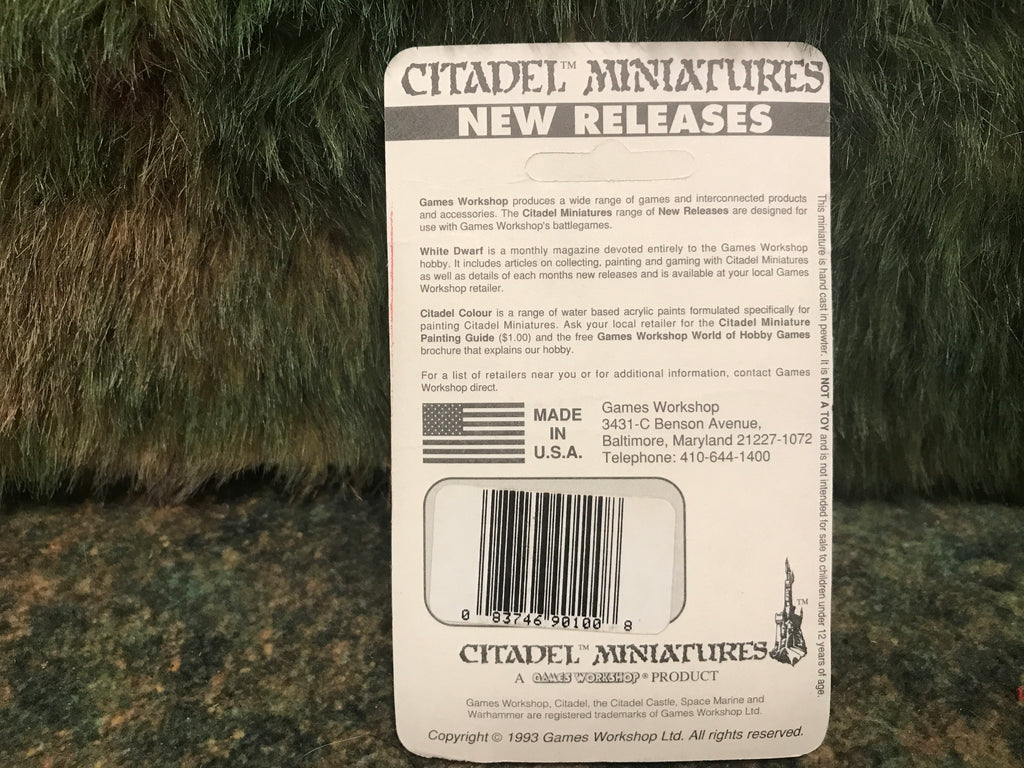 CITADEL™ MINIATURES
NEW RELEASES
Games Workshop produces a wide range of games and interconnected products
and accessories. The Citadel Miniatures range of New Releases are designed for
use with Games Workshop's battlegames.
White Dwarf is a monthly magazine devoted entirely to the Games Workshop
hobby. It includes articles on collecting, painting and gaming with Citadel Miniatures
as well as details of each months new releases and is available at your local Games
Workshop retailer.
Citadel Colour is a range of water based acrylic paints formulated specifically for
painting Citadel Miniatures. Ask your local retailer for the Citadel Miniature
Painting Guide ($1.00) and the free Games Workshop World of Hobby Games
brochure that explains our hobby.
For a list of retailers near you or for additional information, contact Games
Workshop direct.
MADE
IN
U.S.A.
Games Workshop
3431-C Benson Avenue,
Baltimore, Maryland 21227-1072
Telephone: 410-644-1400
This miniature is hand cast in pewter. It is NOT A TOY and is not intended for sale to children under 12 years of age.
0 83746 90100 8
TM
CITADEL™ MINIATURES
A GAMES WORKSHOP® PRODUCT
Games Workshop, Citadel, the Citadel Castle, Space Marine and
Warhammer are registered trademarks of Games Workshop Ltd.
Copyright © 1993 Games Workshop Ltd. All rights reserved.